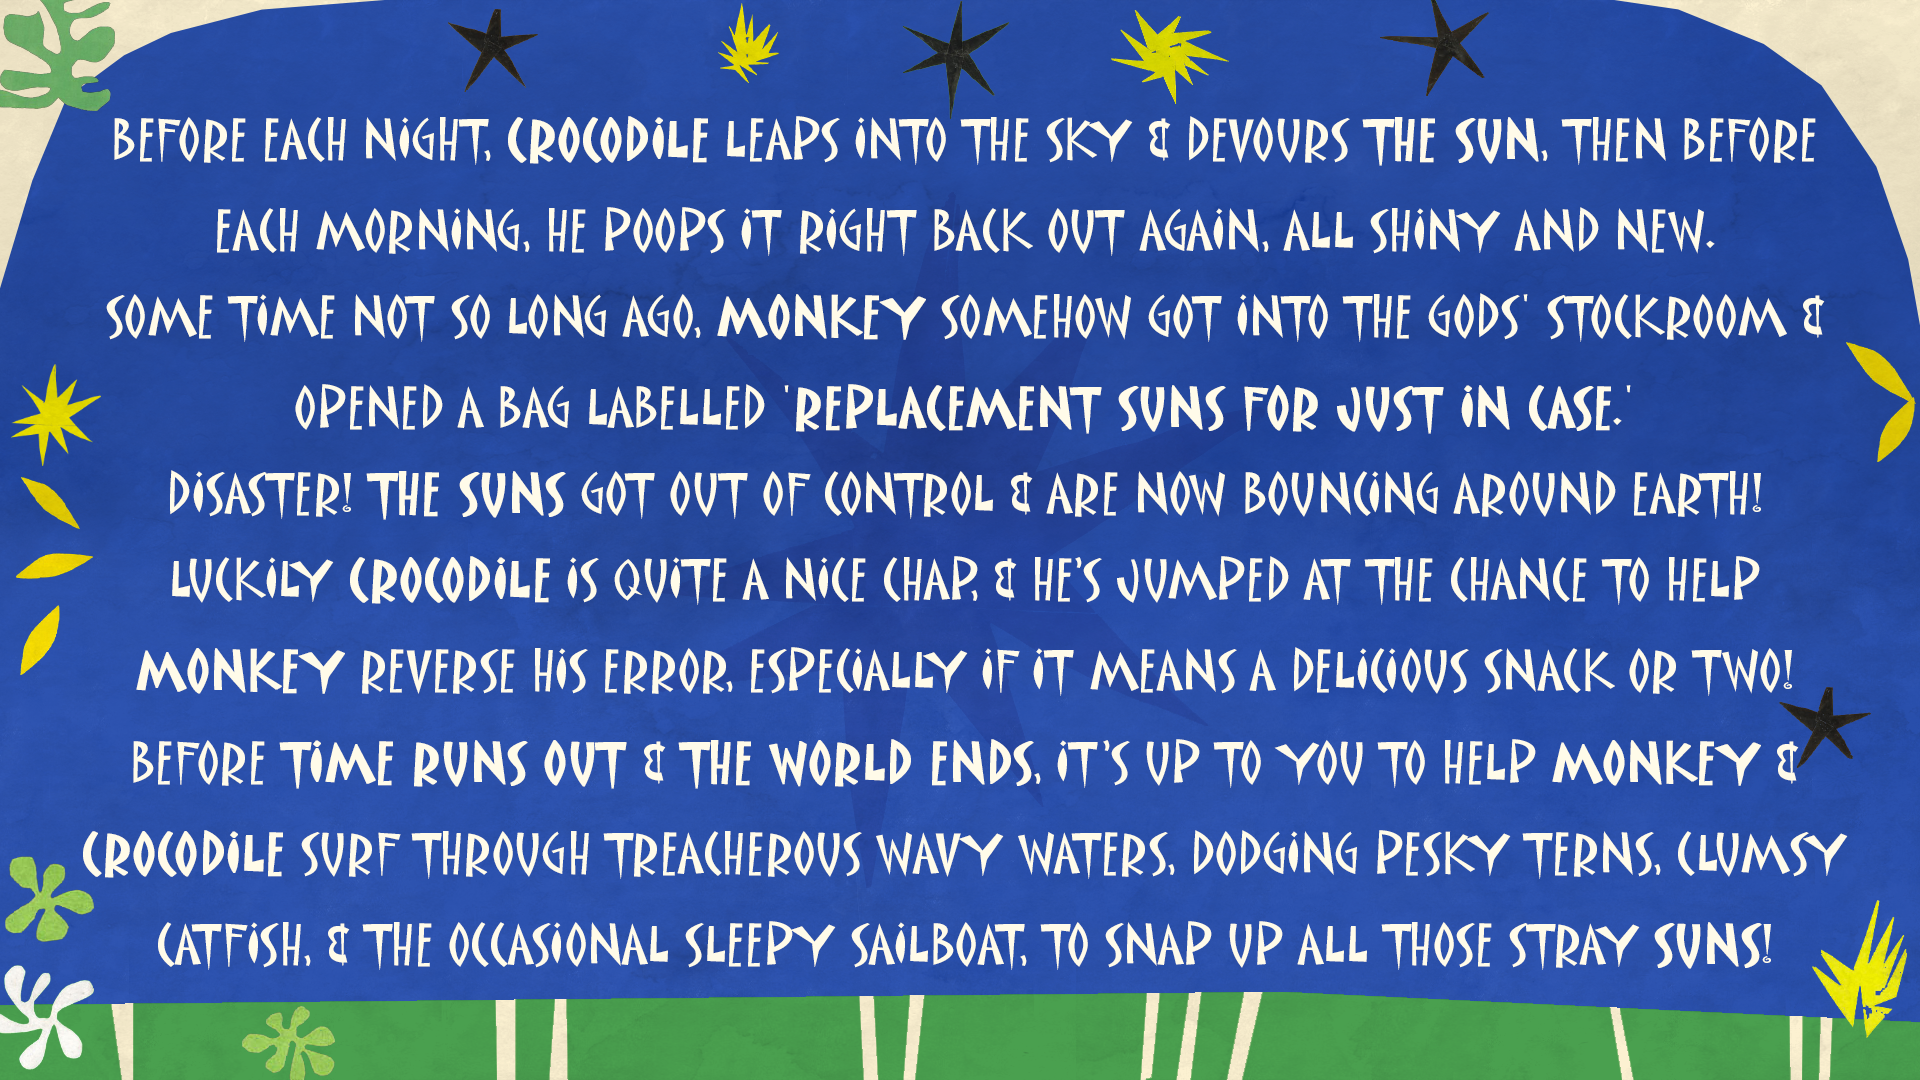 BEFORE EACH NIGHT, CROCODILE LEAPS INTO THE SKY & DEVOURS THE SUN, THEN BEFORE
EACH MORNING, HE POOPS IT RIGHT BACK OUT AGAIN, ALL SHINY AND NEW.
SOME TIME NOT SO LONG AGO, MONKEY SOMEHOW GOT INTO THE GODS' STOCKROOM &
OPENED A BAG LABELLED 'REPLACEMENT SUNS FOR JUST IN CASE.'
DISASTER! THE SUNS GOT OUT OF CONTROL & ARE NOW BOUNCING AROUND EARTH!
LUCKILY CROCODILE IS QUITE A NICE CHAP, & HE'S JUMPED AT THE CHANCE TO HELP
MONKEY REVERSE HIS ERROR, ESPECIALLY IF IT MEANS A DELICIOUS SNACK OR TWO!
BEFORE TIME RUNS OUT & THE WORLD ENDS, IT'S UP TO YOU TO HELP MONKEY &
CROCODILE SURF THROUGH TREACHEROUS WAVY WATERS, DODGING PESKY TERNS, CLUMSY
CATFISH, & THE OCCASIONAL SLEEPY SAILBOAT, TO SNAP UP ALL THOSE STRAY SUNS!